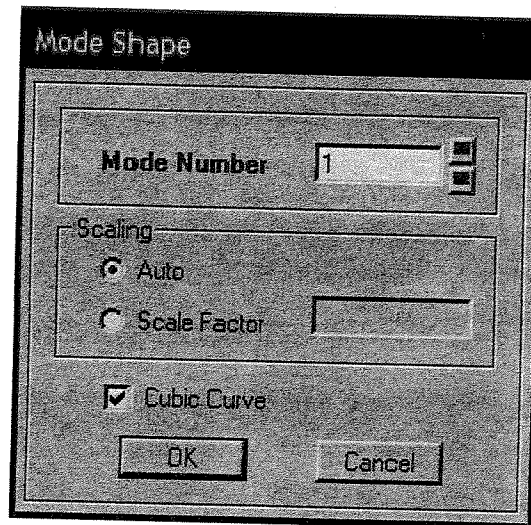 Mode Shape
Mode Number 1
Scaling
Auto
Scale Factor
Cubic Curve
OK Cancel